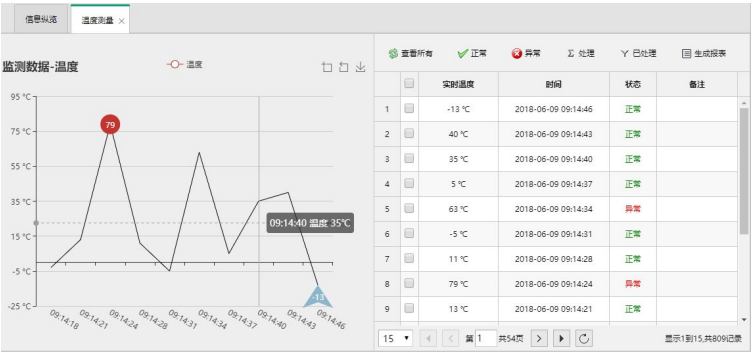 信息纵览 温度测量 ×
监测数据-温度 温度
95 ℃
75 ℃
55 ℃
35 ℃
15 ℃
-5 ℃
-25 ℃
79
09:14:40 温度 35℃
-13
09:14:18 09:14:21 09:14:24 09:14:28 09:14:31 09:14:34 09:14:37 09:14:40 09:14:43 09:14:46
查看所有 正常 异常 Σ 处理 已处理 生成报表
实时温度 时间 状态 备注
1 -13 ℃ 2018-06-09 09:14:46 正常
2 40 ℃ 2018-06-09 09:14:43 正常
3 35 ℃ 2018-06-09 09:14:40 正常
4 5 ℃ 2018-06-09 09:14:37 正常
5 63 ℃ 2018-06-09 09:14:34 异常
6 -5 ℃ 2018-06-09 09:14:31 正常
7 11 ℃ 2018-06-09 09:14:28 正常
8 79 ℃ 2018-06-09 09:14:24 异常
9 13 ℃ 2018-06-09 09:14:21 正常
15 第 1 共54页 显示1到15,共809记录